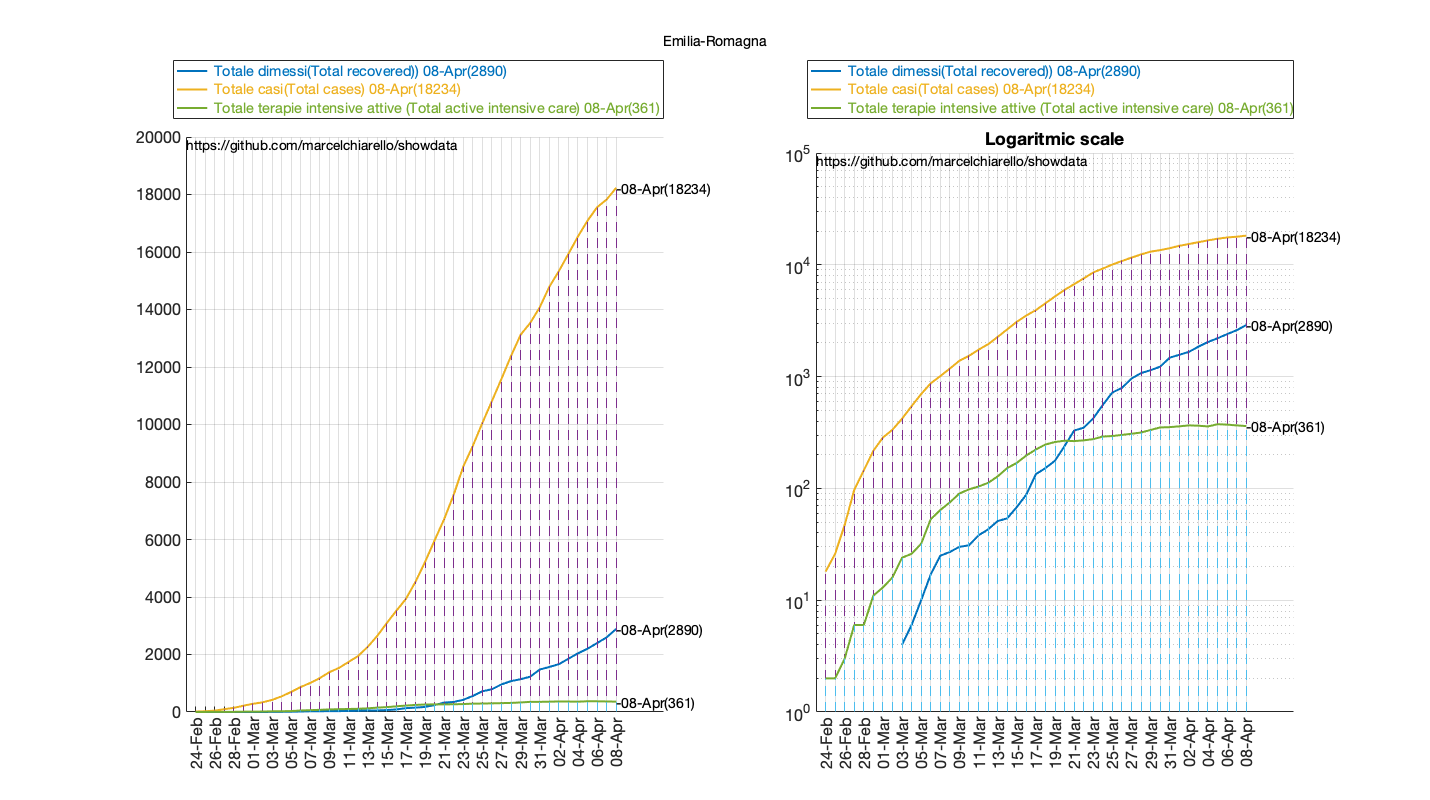 Emilia-Romagna
Totale dimessi(Total recovered)) 08-Apr(2890)
Totale casi(Total cases) 08-Apr(18234)
Totale terapie intensive attive (Total active intensive care) 08-Apr(361)
20000
https://github.com/marcelchiarello/showdata
18000
16000
14000
12000
10000
8000
6000
4000
2000
0
08-Apr(18234)
08-Apr(2890)
08-Apr(361)
24-Feb
26-Feb
28-Feb
01-Mar
03-Mar
05-Mar
07-Mar
09-Mar
11-Mar
13-Mar
15-Mar
17-Mar
19-Mar
21-Mar
23-Mar
25-Mar
27-Mar
29-Mar
31-Mar
02-Apr
04-Apr
06-Apr
08-Apr
Totale dimessi(Total recovered)) 08-Apr(2890)
Totale casi(Total cases) 08-Apr(18234)
Totale terapie intensive attive (Total active intensive care) 08-Apr(361)
Logaritmic scale
10^5
https://github.com/marcelchiarello/showdata
10^4
10^3
10^2
10^1
10^0
08-Apr(18234)
08-Apr(2890)
08-Apr(361)
24-Feb
26-Feb
28-Feb
01-Mar
03-Mar
05-Mar
07-Mar
09-Mar
11-Mar
13-Mar
15-Mar
17-Mar
19-Mar
21-Mar
23-Mar
25-Mar
27-Mar
29-Mar
31-Mar
02-Apr
04-Apr
06-Apr
08-Apr